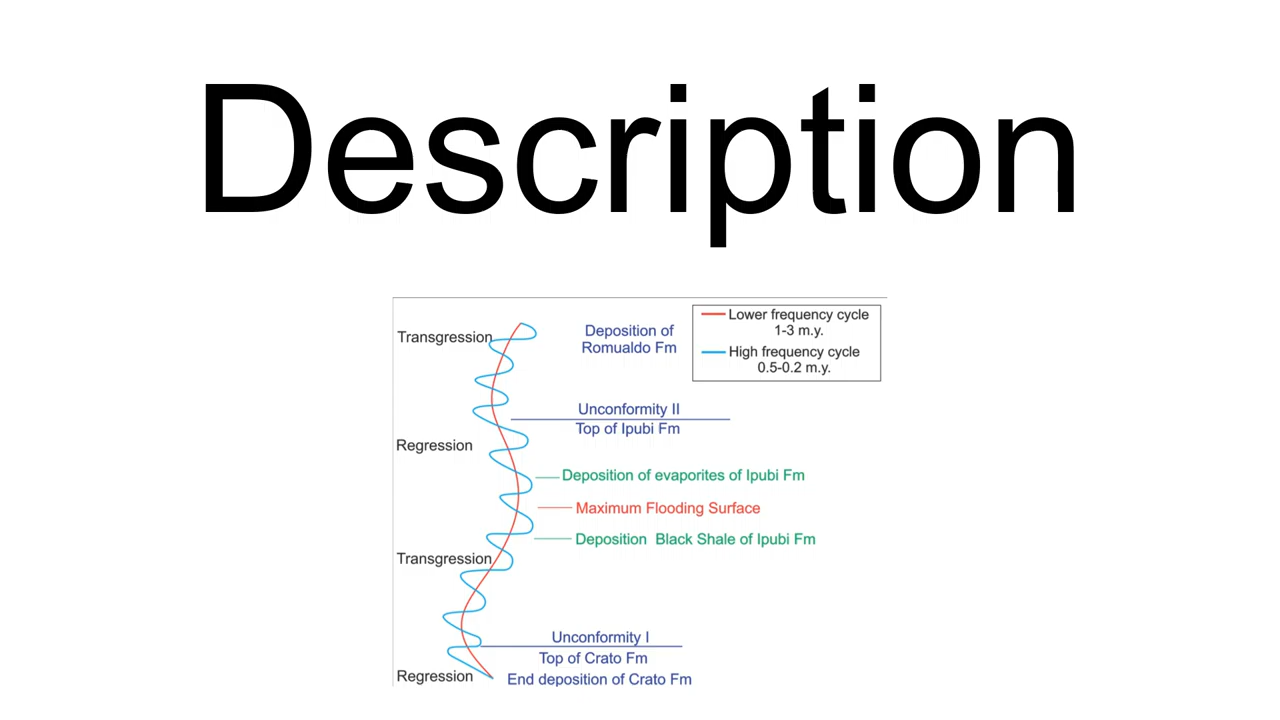 Description
Lower frequency cycle
1-3 m.y.
High frequency cycle
0.5-0.2 m.y.
Transgression
Deposition of
Romualdo Fm
Unconformity II
Top of Ipubi Fm
Regression
Deposition of evaporites of Ipubi Fm
Maximum Flooding Surface
Deposition Black Shale of Ipubi Fm
Transgression
Unconformity I
Top of Crato Fm
Regression
End deposition of Crato Fm